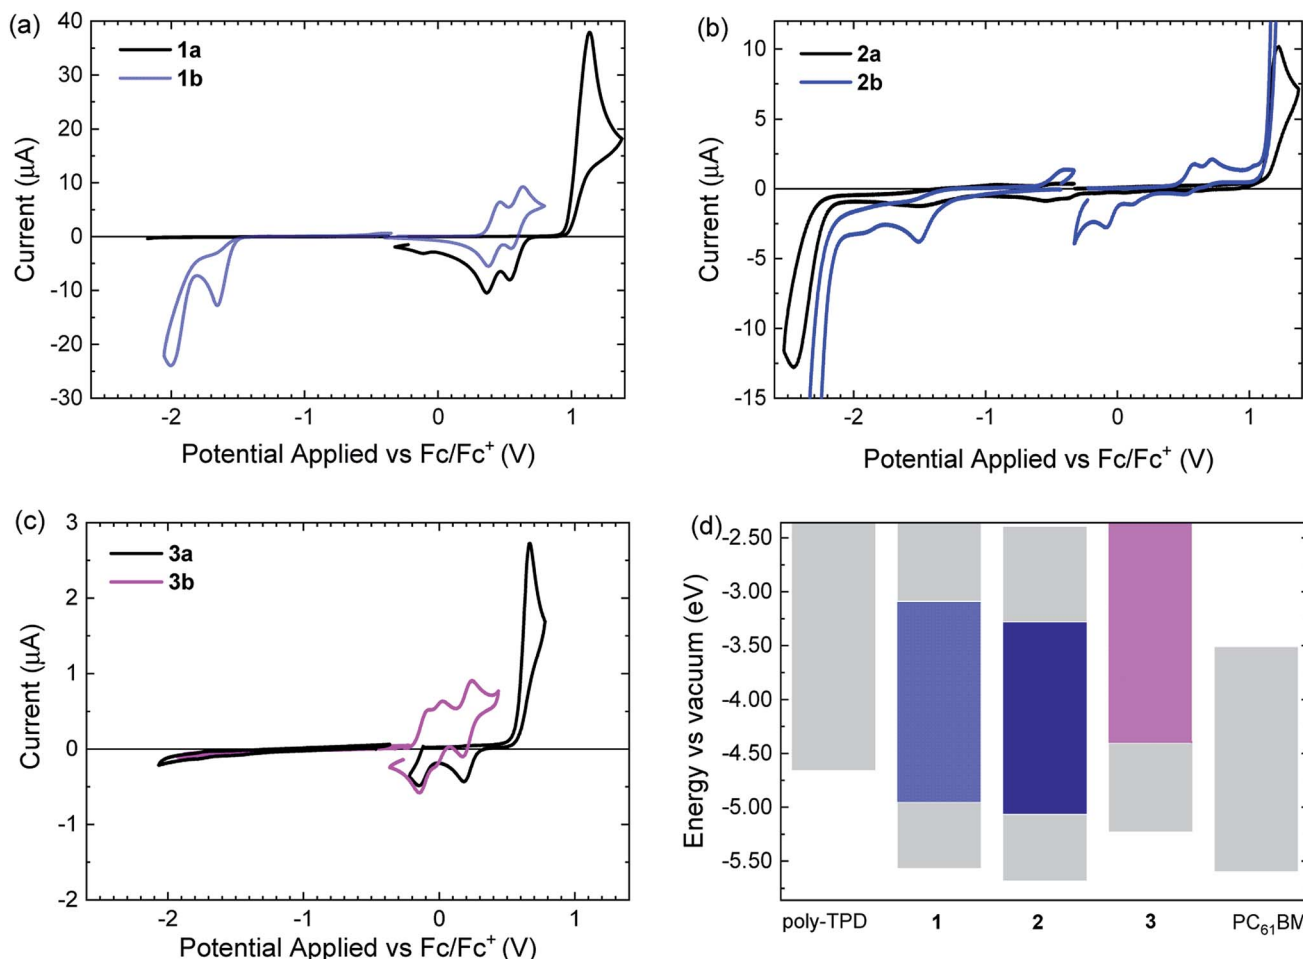 (a)
1a
1b
40
30
20
10
0
-10
-20
-30
Current (μA)
-2
-1
0
1
Potential Applied vs Fc/Fc⁺ (V)
(b)
2a
2b
10
5
0
-5
-10
-15
Current (μA)
-2
-1
0
1
Potential Applied vs Fc/Fc⁺ (V)
(c)
3a
3b
3
2
1
0
-1
-2
Current (μA)
-2
-1
0
1
Potential Applied vs Fc/Fc⁺ (V)
(d)
-2.50
-3.00
-3.50
-4.00
-4.50
-5.00
-5.50
Energy vs vacuum (eV)
poly-TPD 1 2 3 PC₆₁BM